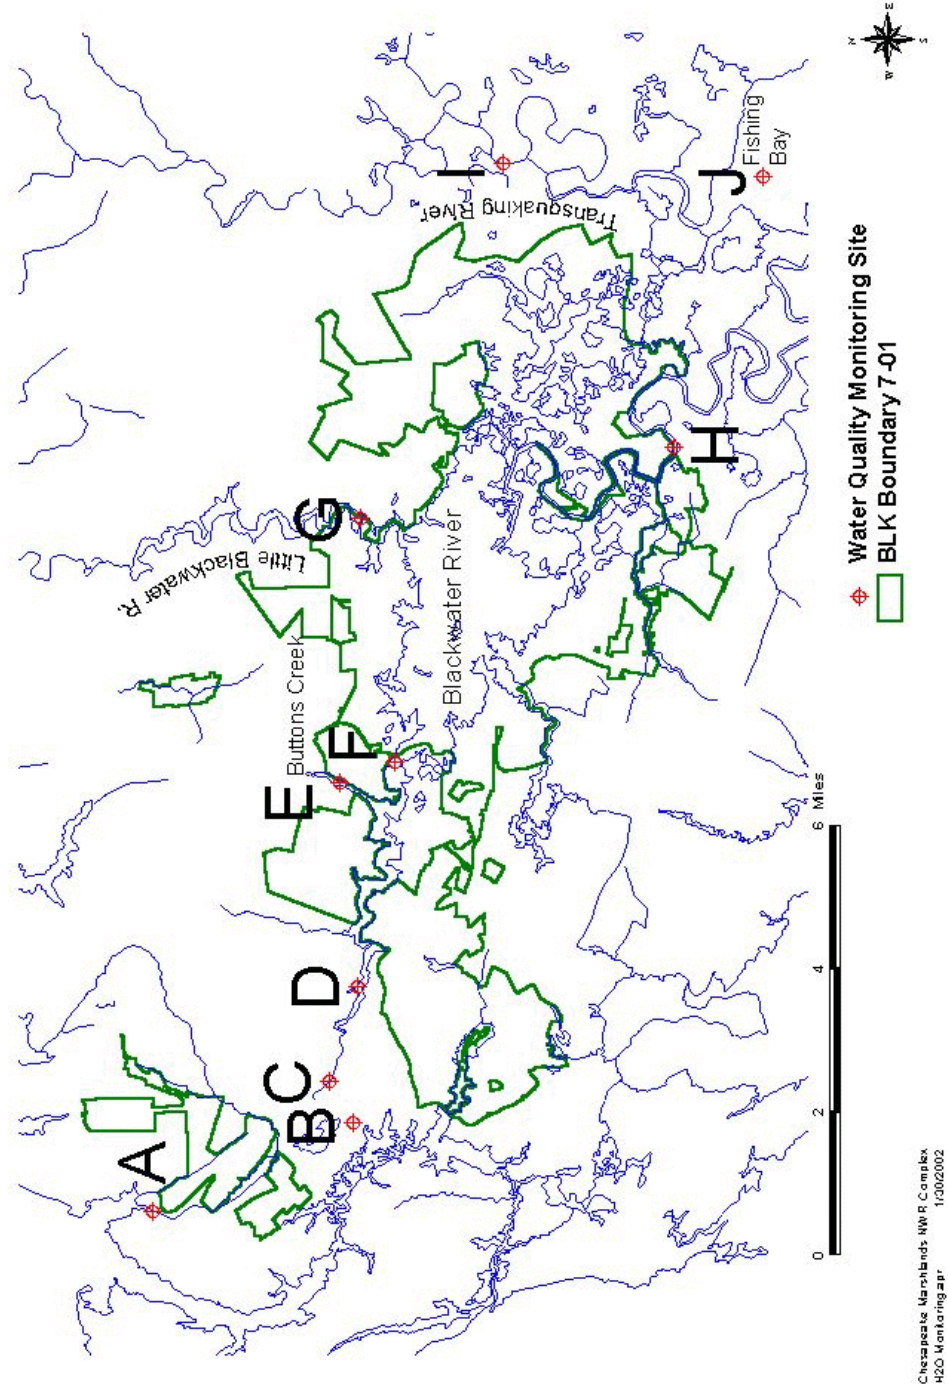 A
B
C
D
E
F
G
H
I
J
Little Blackwater R.
Buttons Creek
Blackwater River
Transquaking River
Fishing
Bay
N
E
S
W
Water Quality Monitoring Site
BLK Boundary 7-01
0 2 4 6 Miles
Chesapeake Marshlands NWR Complex
H2O Monitoring.apr 1/30/2002